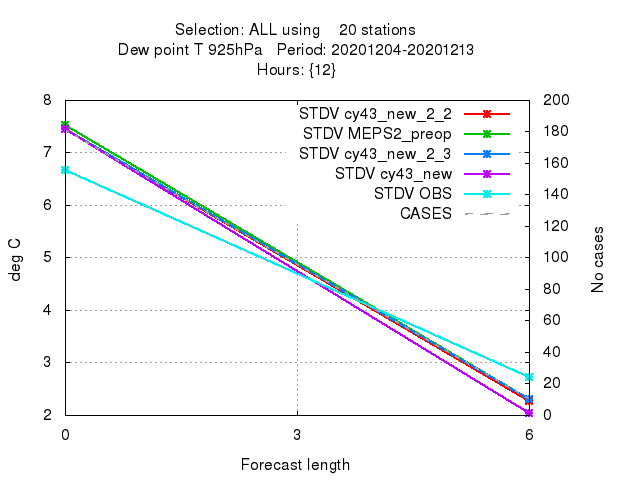 Selection: ALL using 20 stations
Dew point T 925hPa Period: 20201204-20201213
Hours: {12}
8 200
STDV cy43_new_2_2
180
STDV MEPS2_preop
7 STDV cy43_new_2_3 160
STDV cy43_new
140
STDV OBS
6 CASES
120
deg C
5 100
No cases
80
4
60
3 40
20
2 0
0 3 6
Forecast length